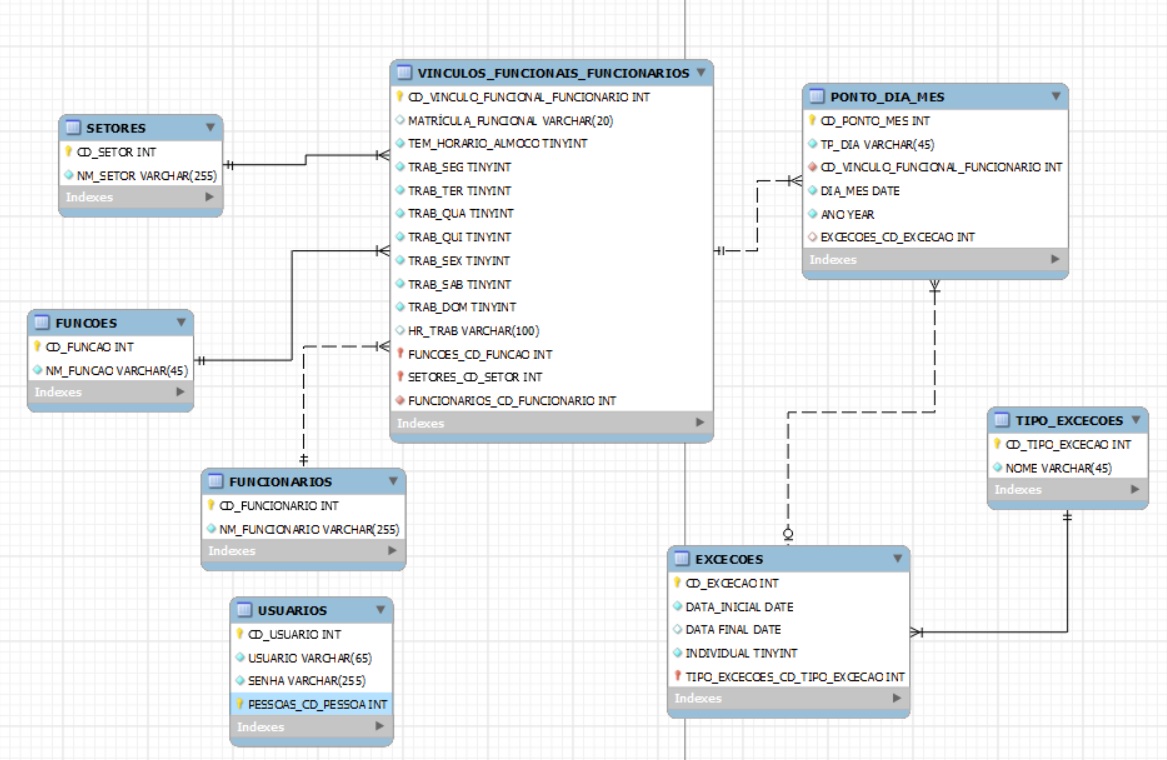 VINCULOS_FUNCIONAIS_FUNCIONARIOS
CD_VINCULO_FUNCIONAL_FUNCIONARIO INT
MATRÍCULA_FUNCIONAL VARCHAR(20)
TEM_HORARIO_ALMOCO TINYINT
TRAB_SEG TINYINT
TRAB_TER TINYINT
TRAB_QUA TINYINT
TRAB_QUI TINYINT
TRAB_SEX TINYINT
TRAB_SAB TINYINT
TRAB_DOM TINYINT
HR_TRAB VARCHAR(100)
FUNCOES_CD_FUNCAO INT
SETORES_CD_SETOR INT
FUNCIONARIOS_CD_FUNCIONARIO INT
Indexes
PONTO_DIA_MES
CD_PONTO_MES INT
TP_DIA VARCHAR(45)
CD_VINCULO_FUNCIONAL_FUNCIONARIO INT
DIA_MES DATE
ANO YEAR
EXCECOES_CD_EXCECAO INT
Indexes
SETORES
CD_SETOR INT
NM_SETOR VARCHAR(255)
Indexes
FUNCOES
CD_FUNCAO INT
NM_FUNCAO VARCHAR(45)
Indexes
TIPO_EXCECOES
CD_TIPO_EXCECAO INT
NOME VARCHAR(45)
Indexes
FUNCIONARIOS
CD_FUNCIONARIO INT
NM_FUNCIONARIO VARCHAR(255)
Indexes
EXCECOES
CD_EXCECAO INT
DATA_INICIAL DATE
DATA FINAL DATE
INDIVIDUAL TINYINT
TIPO_EXCECOES_CD_TIPO_EXCECAO INT
Indexes
USUARIOS
CD_USUARIO INT
USUARIO VARCHAR(65)
SENHA VARCHAR(255)
PESSOAS_CD_PESSOA INT
Indexes